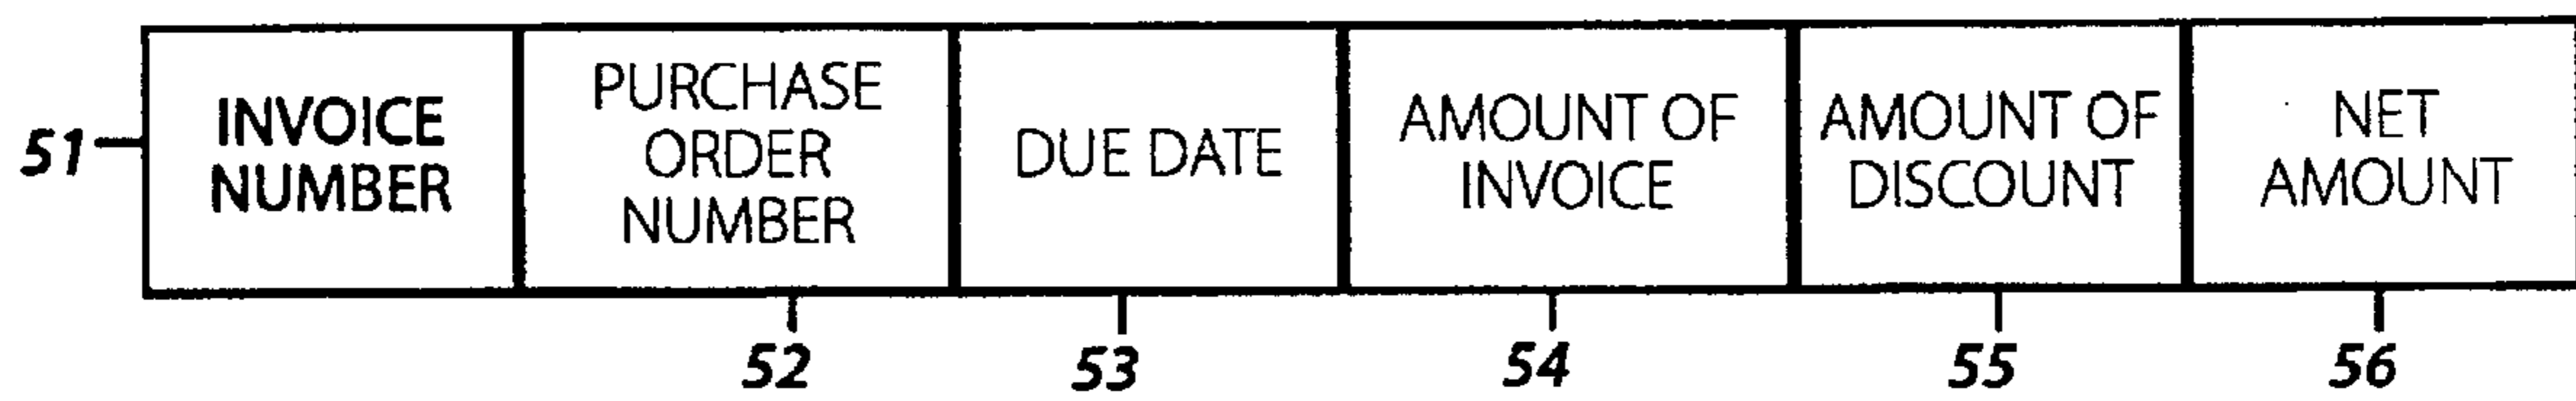 51
INVOICE
NUMBER
PURCHASE
ORDER
NUMBER
DUE DATE
AMOUNT OF
INVOICE
AMOUNT OF
DISCOUNT
NET
AMOUNT
52
53
54
55
56